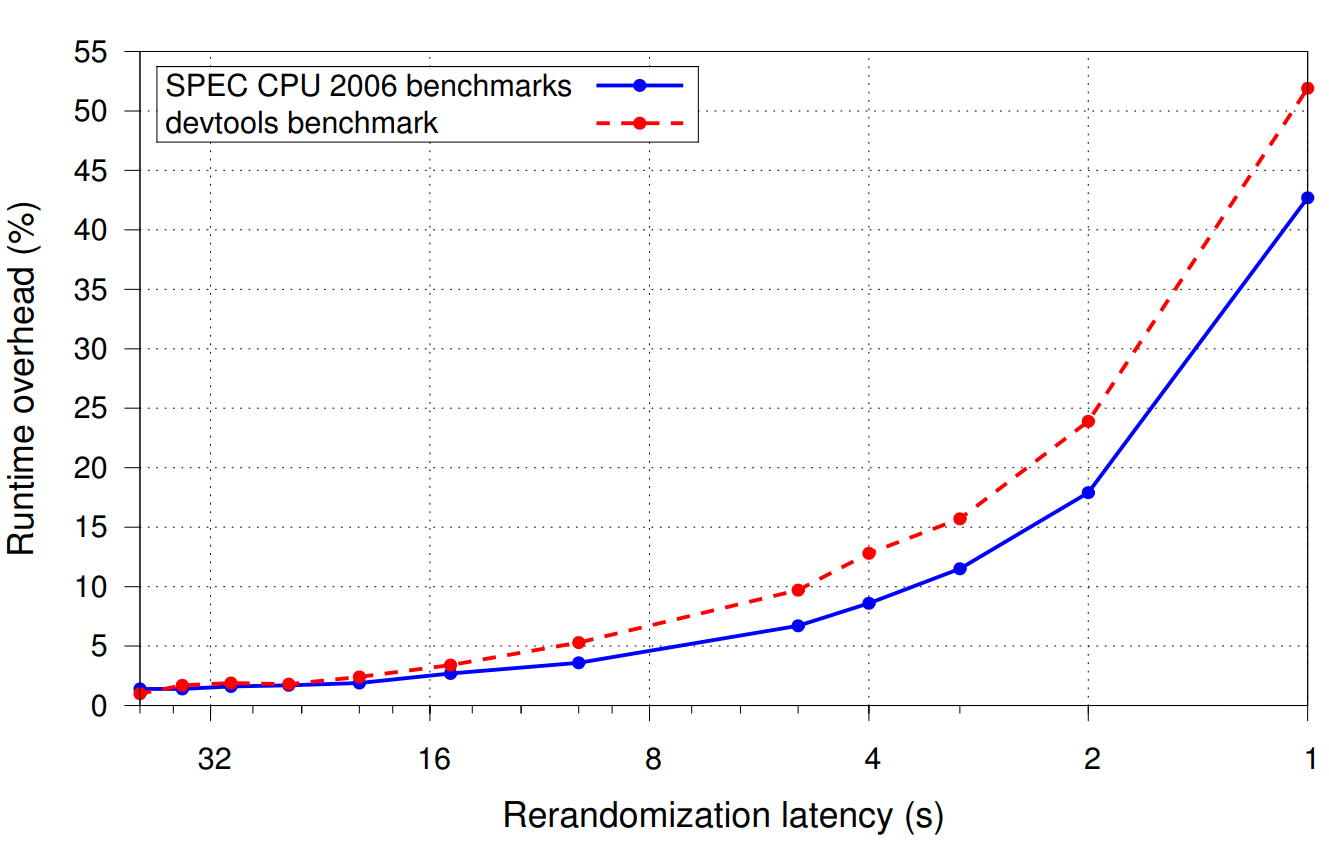 55
50
45
40
35
30
25
20
15
10
5
0
Runtime overhead (%)
SPEC CPU 2006 benchmarks
devtools benchmark
32 16 8 4 2 1
Rerandomization latency (s)